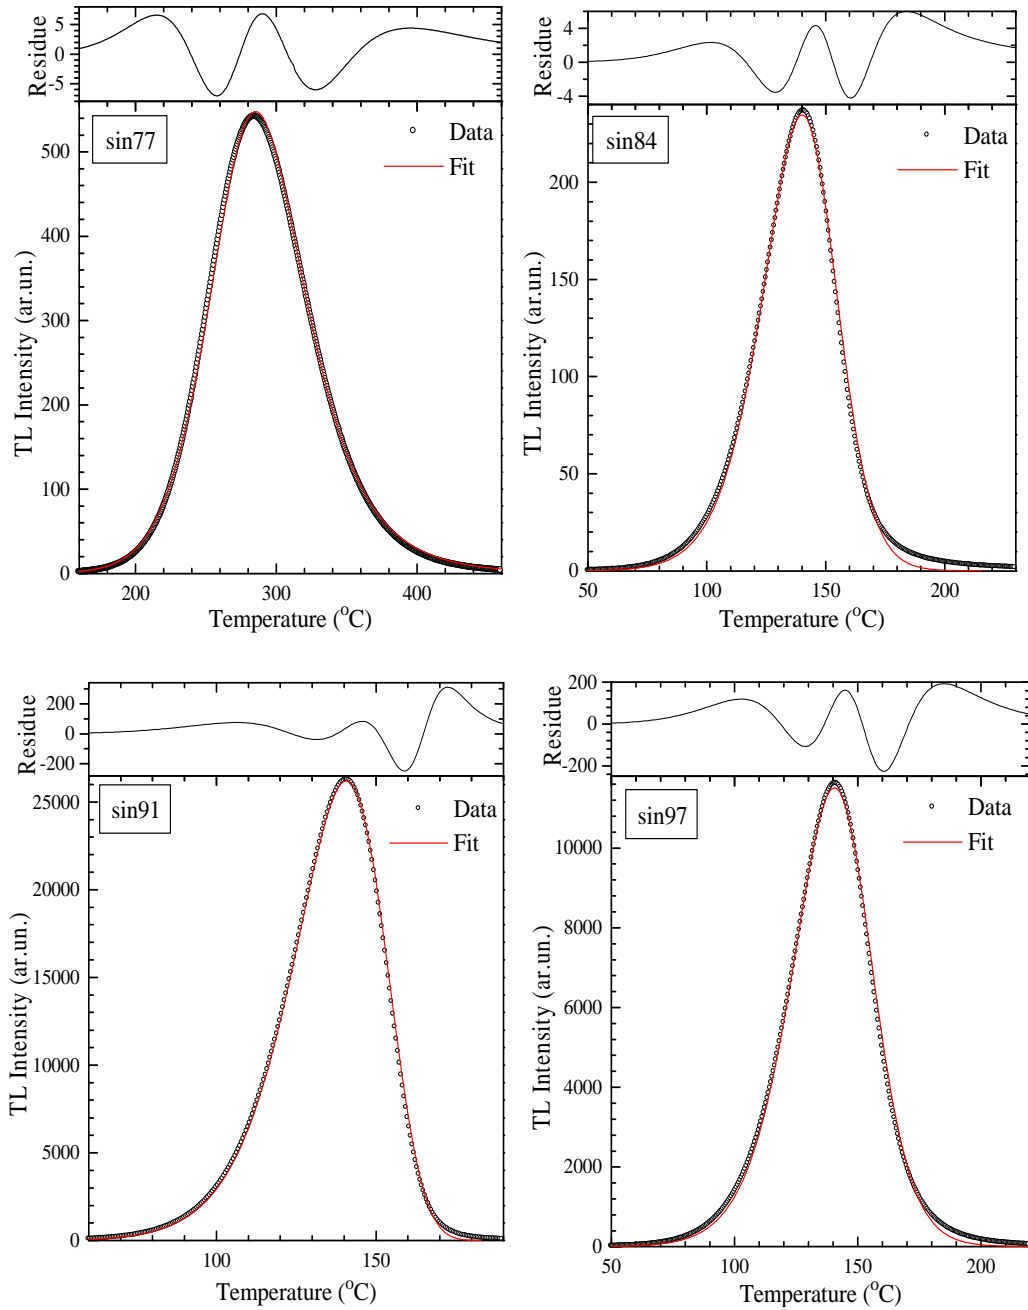 Residue
5
0
-5
sin77
Data
Fit
TL Intensity (ar.un.)
500
400
300
200
100
0
200
300
400
Temperature (°C)
Residue
4
0
-4
sin84
Data
Fit
TL Intensity (ar.un.)
200
150
100
50
0
50
100
150
200
Temperature (°C)
Residue
200
0
-200
sin91
Data
Fit
TL Intensity (ar.un.)
25000
20000
15000
10000
5000
0
100
150
Temperature (°C)
Residue
200
0
-200
sin97
Data
Fit
TL Intensity (ar.un.)
10000
8000
6000
4000
2000
0
50
100
150
200
Temperature (°C)